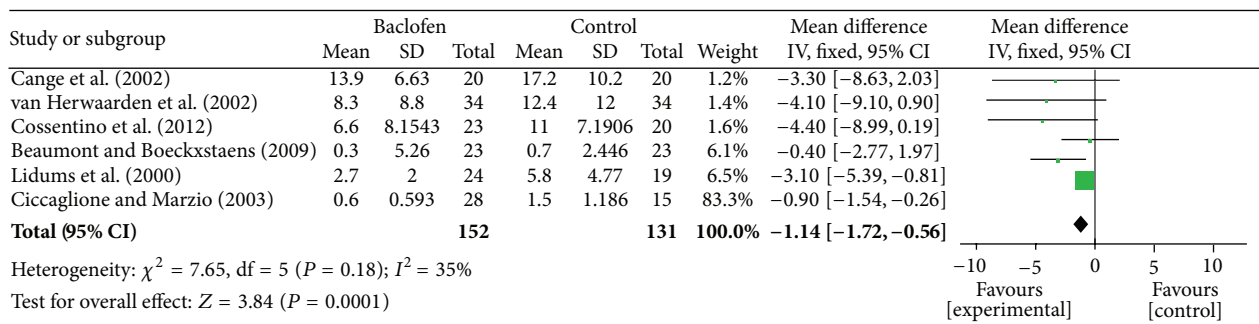 Study or subgroup Baclofen Control Mean difference Mean difference
Mean SD Total Mean SD Total Weight IV, fixed, 95% CI IV, fixed, 95% CI
Cange et al. (2002) 13.9 6.63 20 17.2 10.2 20 1.2% −3.30 [−8.63, 2.03]
van Herwaarden et al. (2002) 8.3 8.8 34 12.4 12 34 1.4% −4.10 [−9.10, 0.90]
Cossentino et al. (2012) 6.6 8.1543 23 11 7.1906 20 1.6% −4.40 [−8.99, 0.19]
Beaumont and Boeckxstaens (2009) 0.3 5.26 23 0.7 2.446 23 6.1% −0.40 [−2.77, 1.97]
Lidums et al. (2000) 2.7 2 24 5.8 4.77 19 6.5% −3.10 [−5.39, −0.81]
Ciccaglione and Marzio (2003) 0.6 0.593 28 1.5 1.186 15 83.3% −0.90 [−1.54, −0.26]
Total (95% CI) 152 131 100.0% −1.14 [−1.72, −0.56]
Heterogeneity: χ² = 7.65, df = 5 (P = 0.18); I² = 35%
Test for overall effect: Z = 3.84 (P = 0.0001)
−10 −5 0 5 10
Favours Favours
[experimental] [control]